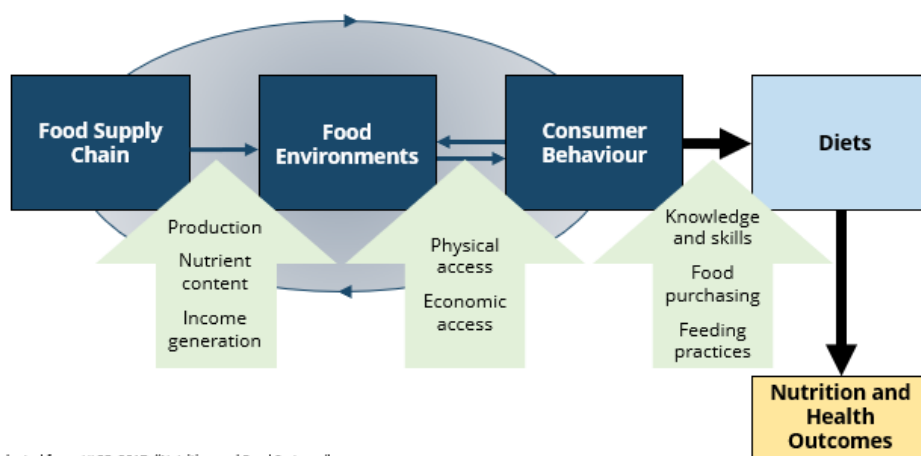 Food Supply
Chain
Food
Environments
Consumer
Behaviour
Diets
Production
Nutrient
content
Income
generation
Physical
access
Economic
access
Knowledge
and skills
Food
purchasing
Feeding
practices
Nutrition and
Health
Outcomes